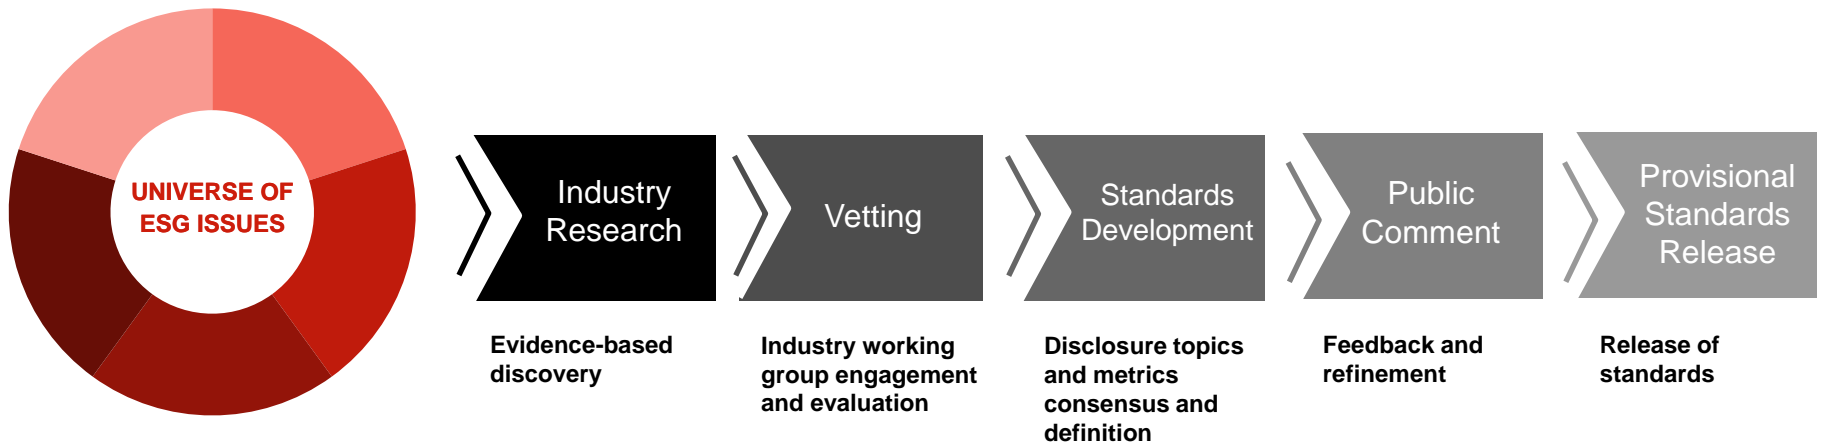 UNIVERSE OF
ESG ISSUES
Industry
Research
Vetting
Standards
Development
Public
Comment
Provisional
Standards
Release
Evidence-based
discovery
Industry working
group engagement
and evaluation
Disclosure topics
and metrics
consensus and
definition
Feedback and
refinement
Release of
standards